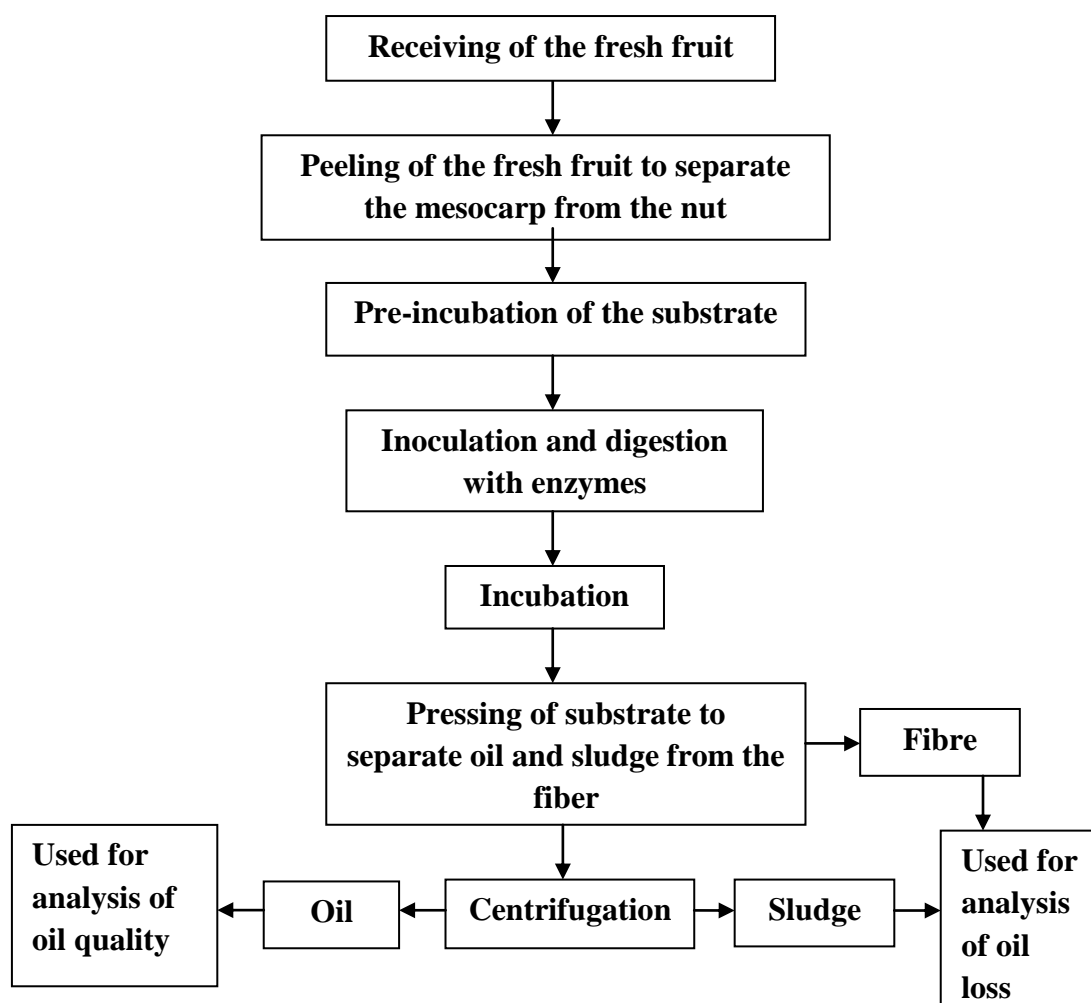 Receiving of the fresh fruit
Peeling of the fresh fruit to separate
the mesocarp from the nut
Pre-incubation of the substrate
Inoculation and digestion
with enzymes
Incubation
Pressing of substrate to
separate oil and sludge from the
fiber
Fibre
Used for
analysis of
oil quality
Oil
Centrifugation
Sludge
Used for
analysis
of oil
loss